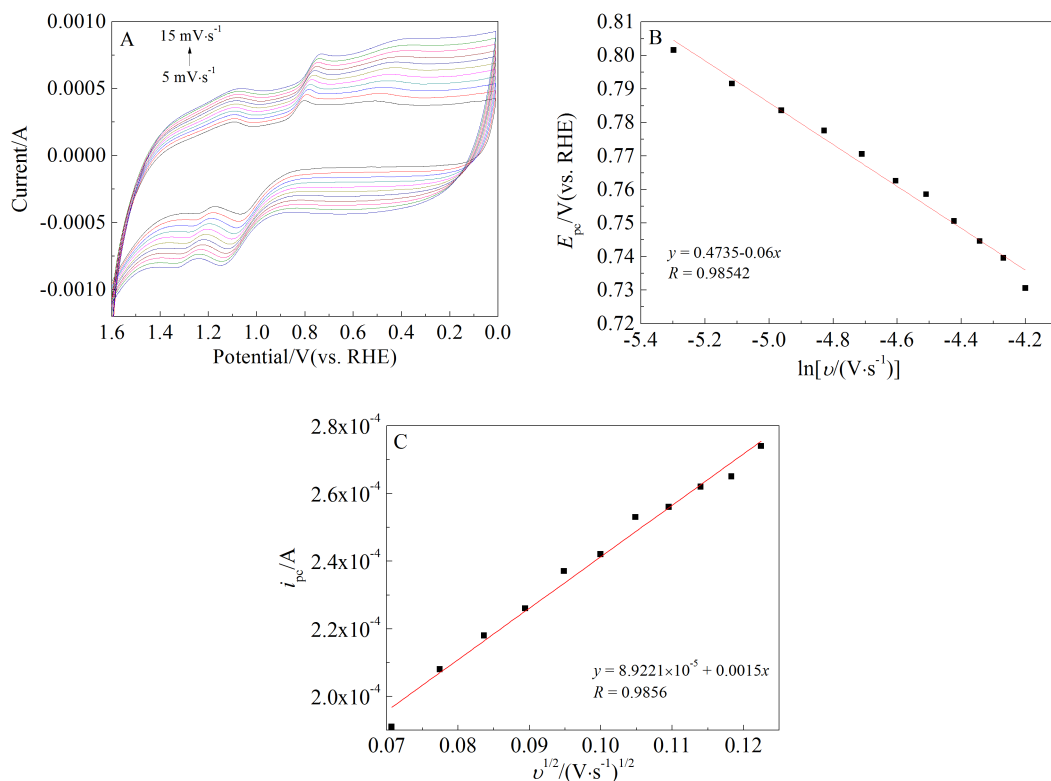 A
15 mV·s⁻¹
5 mV·s⁻¹
0.0010
0.0005
0.0000
-0.0005
-0.0010
Current/A
1.6 1.4 1.2 1.0 0.8 0.6 0.4 0.2 0.0
Potential/V(vs. RHE)
B
0.81
0.80
0.79
0.78
0.77
0.76
0.75
0.74
0.73
0.72
E_pc/V(vs. RHE)
y = 0.4735-0.06x
R = 0.98542
-5.4 -5.2 -5.0 -4.8 -4.6 -4.4 -4.2
ln[υ/(V·s⁻¹)]
C
2.8x10⁻⁴
2.6x10⁻⁴
2.4x10⁻⁴
2.2x10⁻⁴
2.0x10⁻⁴
i_pc/A
y = 8.9221×10⁻⁵ + 0.0015x
R = 0.9856
0.07 0.08 0.09 0.10 0.11 0.12
υ^1/2/(V·s⁻¹)^1/2